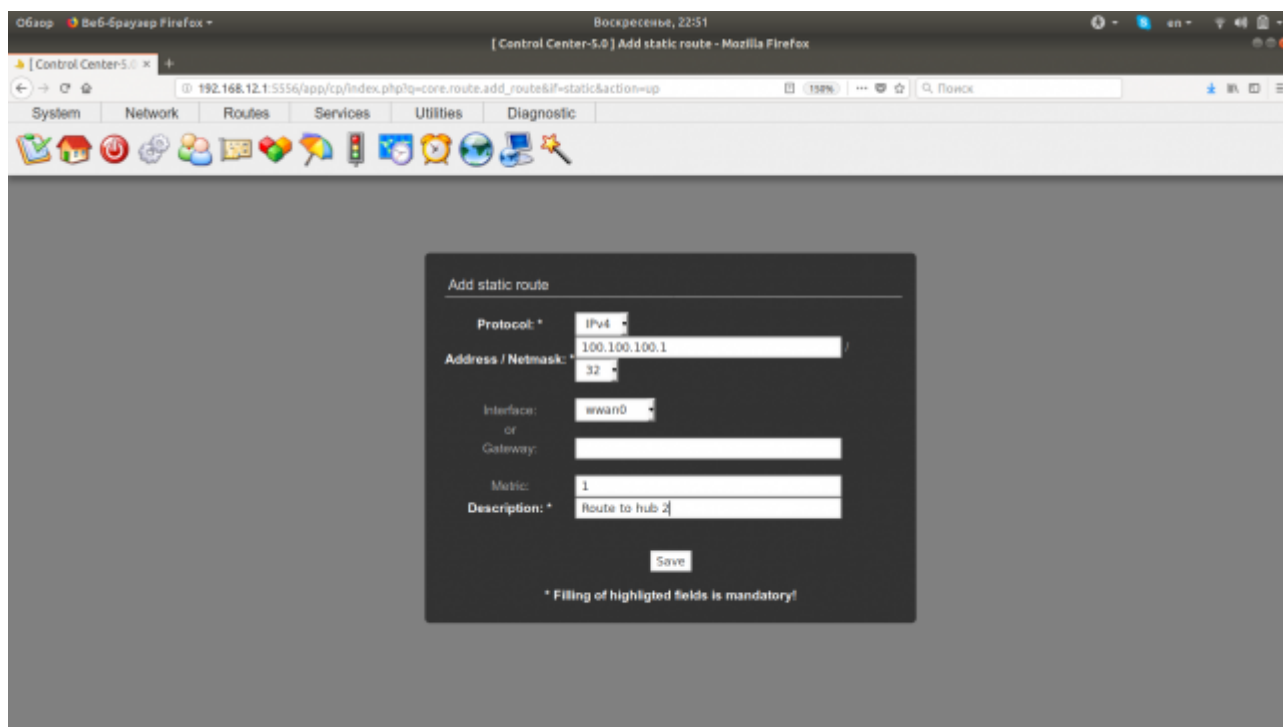 Обзор Веб-браузер Firefox Воскресенье, 22:51 en
[ Control Center-5.0 ] Add static route - Mozilla Firefox
[ Control Center-5.0 × +
192.168.12.1:5556/app/cp/index.php?q=core.route.add_route&if=static&action=up 150% Поиск
System Network Routes Services Utilities Diagnostic
Add static route
Protocol: * IPv4
Address / Netmask: * 100.100.100.1 /
32
Interface: wwan0
or
Gateway:
Metric: 1
Description: * Route to hub 2
Save
* Filling of highligted fields is mandatory!